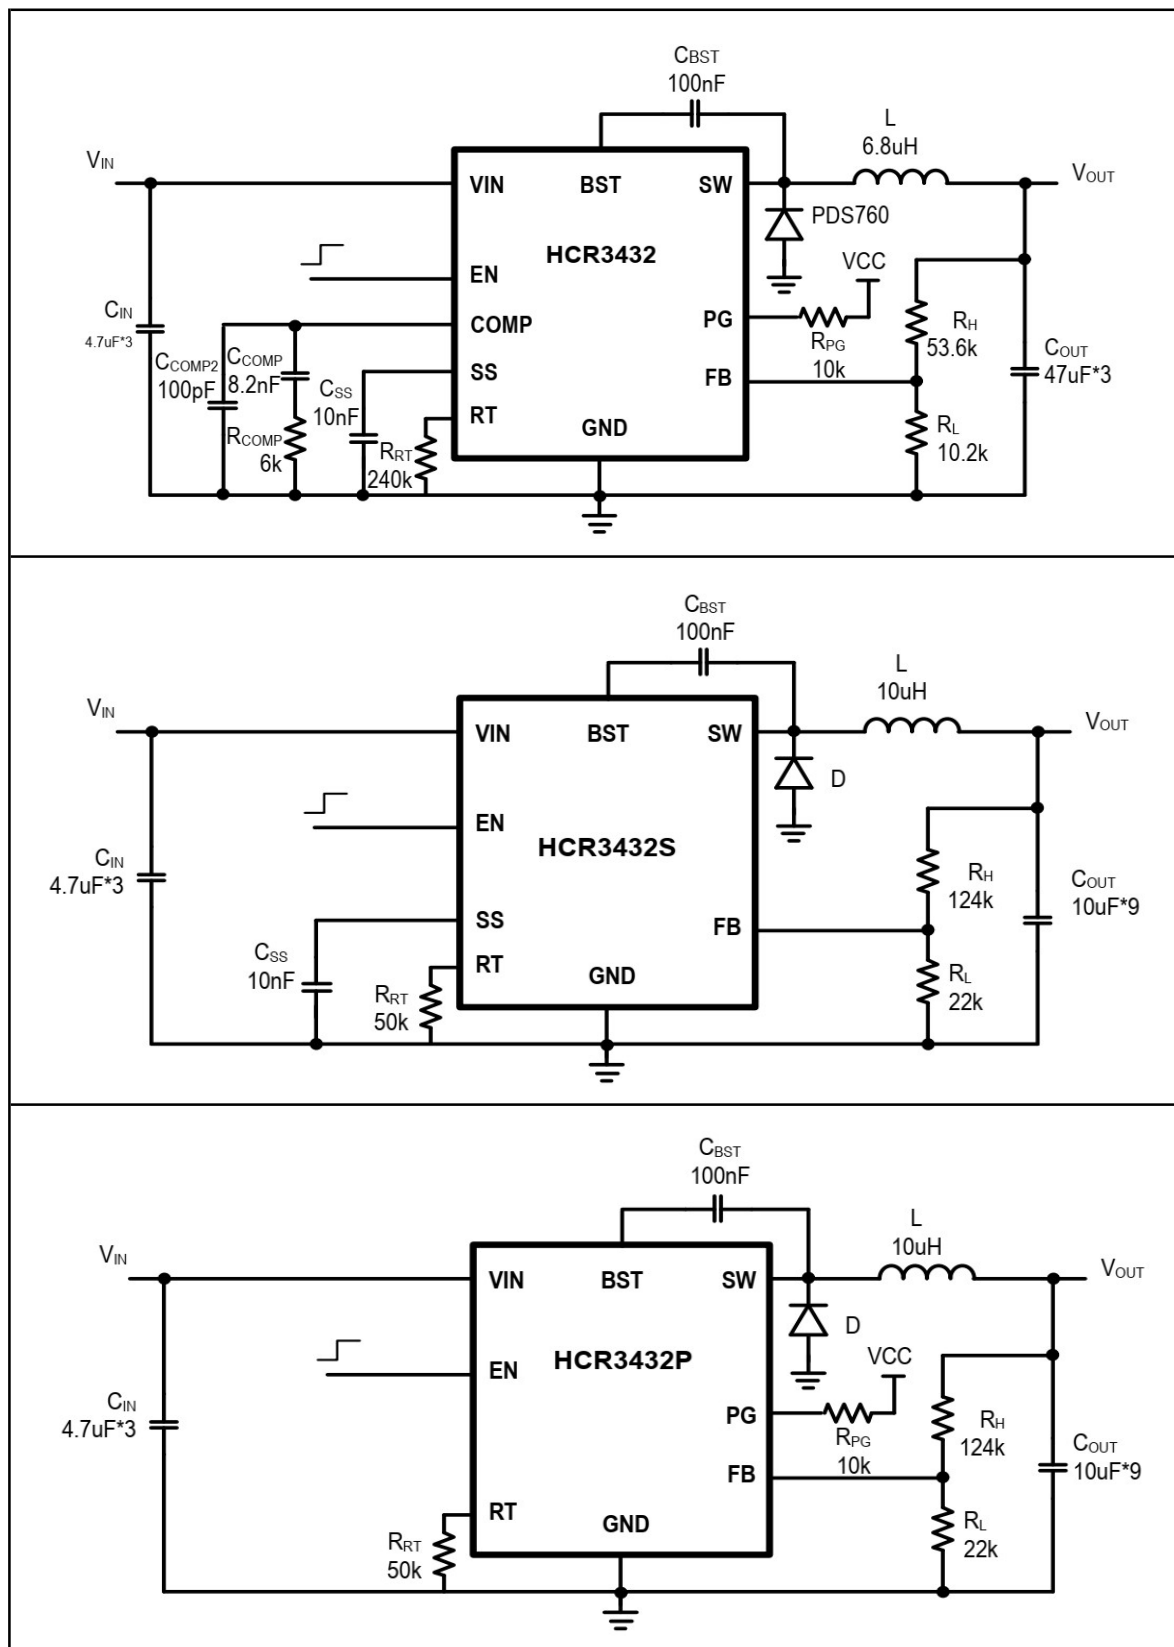 CBST
100nF
L
6.8uH
VIN
VOUT
VIN
BST
SW
PDS760
HCR3432
VCC
EN
CIN
4.7uF*3
COMP
PG
RH
53.6k
RPG
10k
COUT
47uF*3
CCOMP2
100pF
CCOMP
8.2nF
CSS
10nF
SS
FB
RT
GND
RL
10.2k
RCOMP
6k
RRT
240k
CBST
100nF
L
10uH
VIN
VOUT
VIN
BST
SW
D
EN
HCR3432S
CIN
4.7uF*3
RH
124k
COUT
10uF*9
SS
FB
CSS
10nF
RT
GND
RRT
50k
RL
22k
CBST
100nF
L
10uH
VIN
VOUT
VIN
BST
SW
D
HCR3432P
VCC
EN
CIN
4.7uF*3
PG
RH
124k
RPG
10k
COUT
10uF*9
FB
RT
GND
RL
22k
RRT
50k